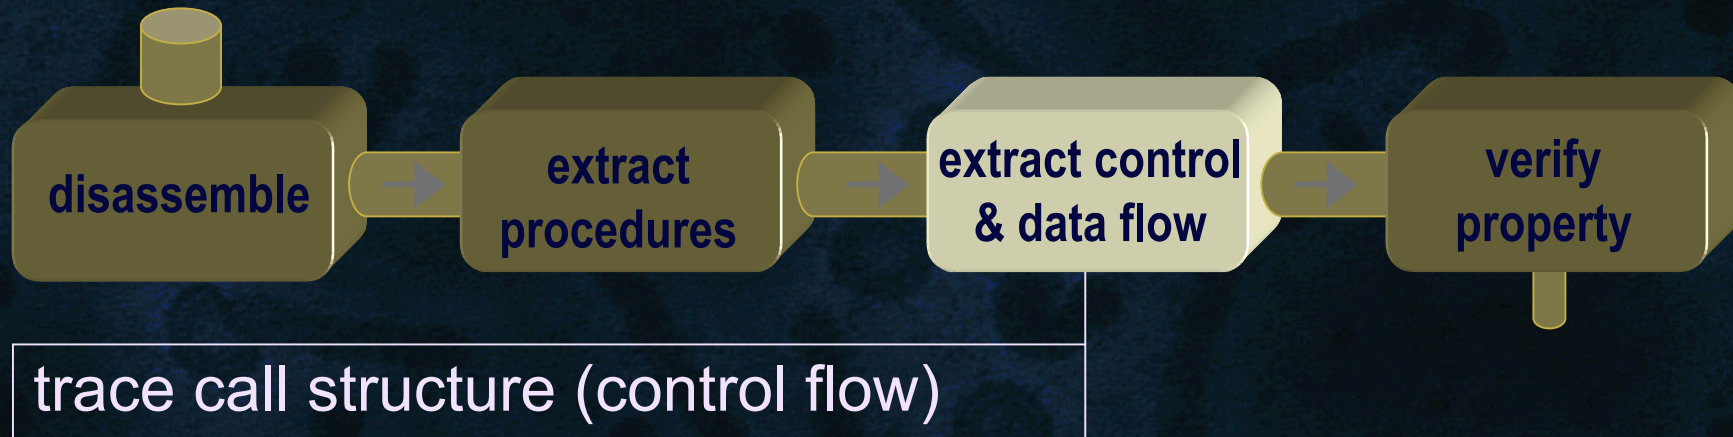 disassemble
extract
procedures
extract control
& data flow
verify
property
trace call structure (control flow)